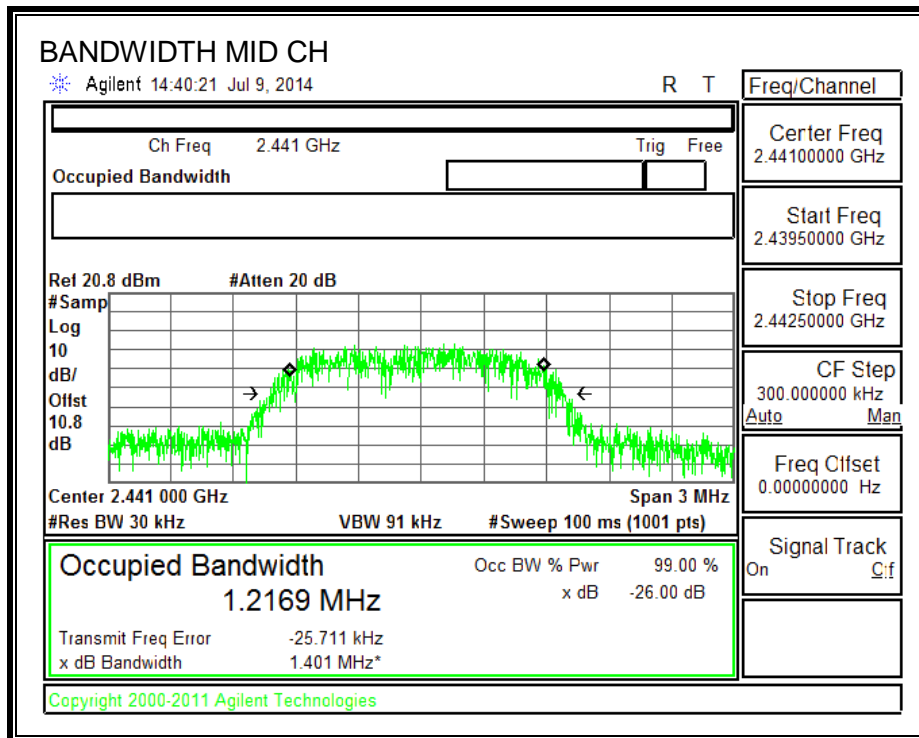 BANDWIDTH MID CH
Agilent 14:40:21 Jul 9, 2014 R T
Freq/Channel
Ch Freq 2.441 GHz Trig Free
Occupied Bandwidth
Center Freq
2.44100000 GHz
Start Freq
2.43950000 GHz
Stop Freq
2.44250000 GHz
CF Step
300.000000 kHz
Auto Man
Freq Offset
0.00000000 Hz
Signal Track
On Off
Ref 20.8 dBm #Atten 20 dB
#Samp
Log
10
dB/
Offst
10.8
dB
Center 2.441 000 GHz Span 3 MHz
#Res BW 30 kHz VBW 91 kHz #Sweep 100 ms (1001 pts)
Occupied Bandwidth Occ BW % Pwr 99.00 %
1.2169 MHz x dB -26.00 dB
Transmit Freq Error -25.711 kHz
x dB Bandwidth 1.401 MHz*
Copyright 2000-2011 Agilent Technologies